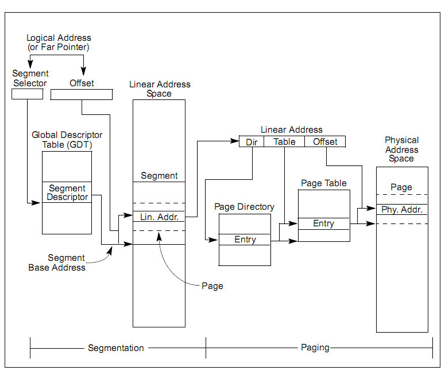 Logical Address
(or Far Pointer)
Segment
Selector
Offset
Linear Address
Space
Global Descriptor
Table (GDT)
Segment
Descriptor
Segment
Lin. Addr.
Segment
Base Address
Page
Linear Address
Dir
Table
Offset
Page Directory
Entry
Page Table
Entry
Physical
Address
Space
Page
Phy. Addr.
Segmentation
Paging